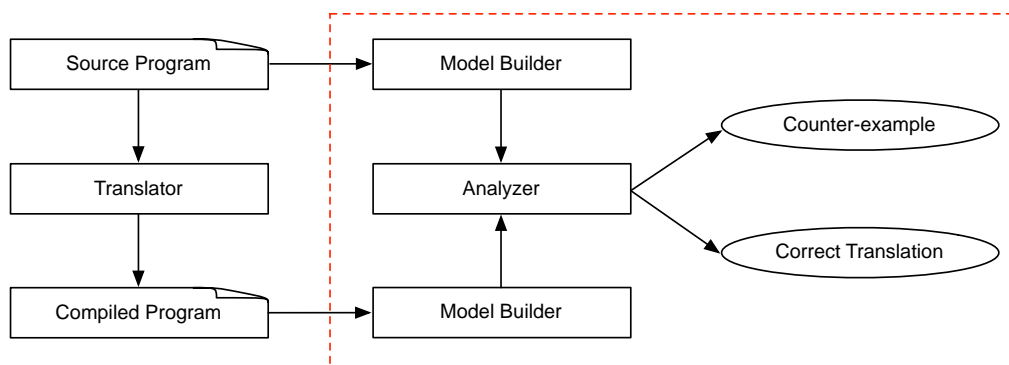 Source Program
Model Builder
Counter-example
Translator
Analyzer
Correct Translation
Compiled Program
Model Builder